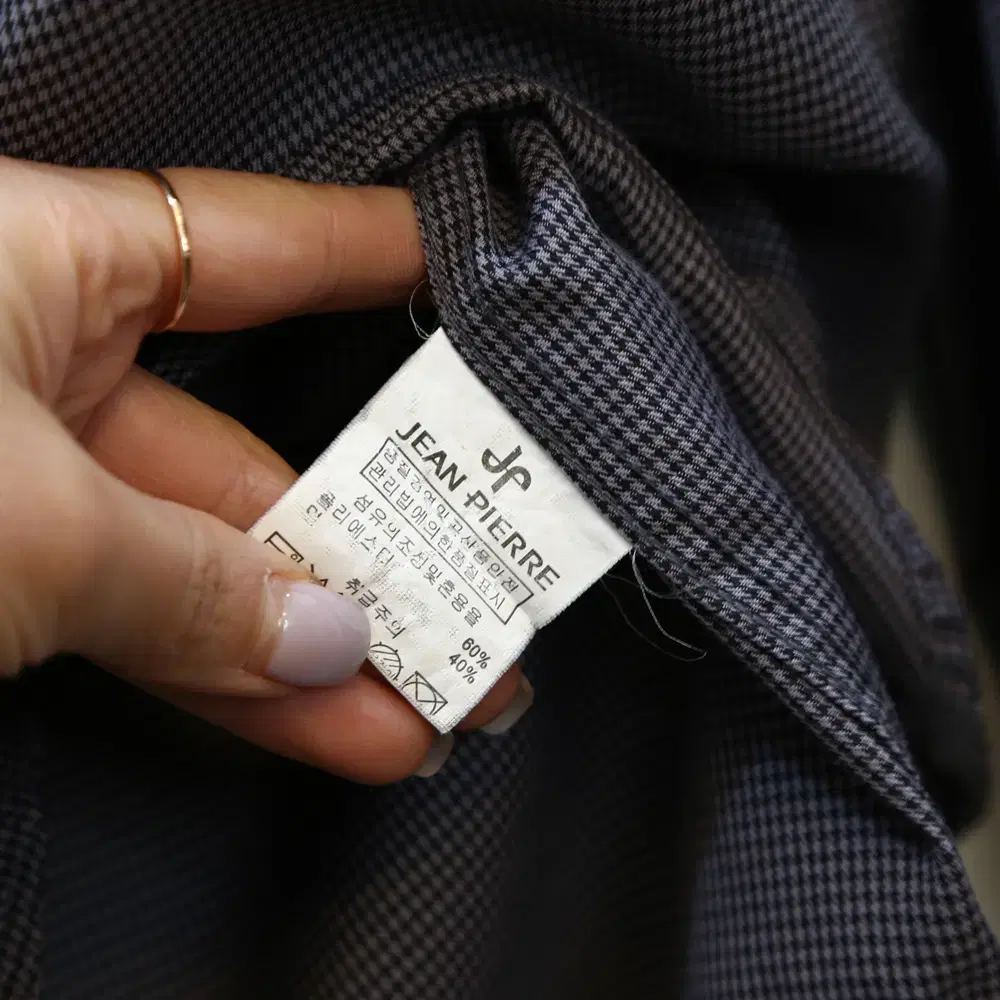 JP
JEAN PIERRE
품질경영및공산품안전
관리법에의한품질표시
섬유의조성및혼용율
폴리에스터 60%
면 40%
취급주의